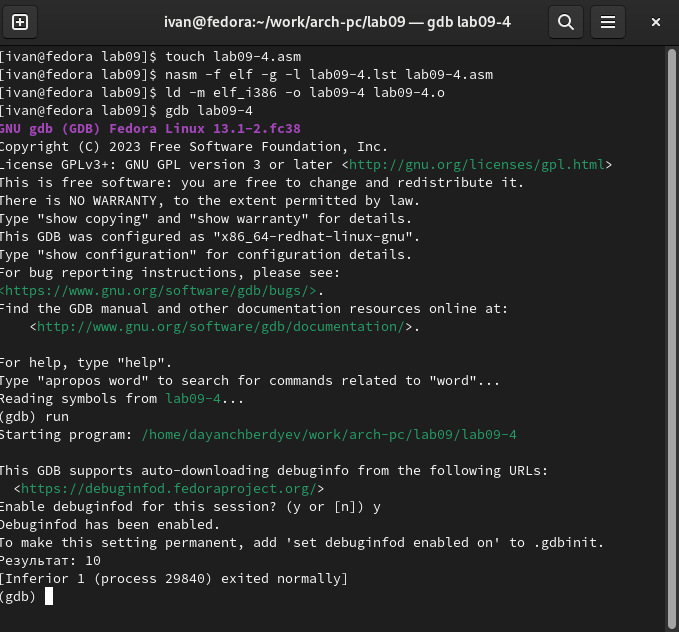 ivan@fedora:~/work/arch-pc/lab09 — gdb lab09-4
[ivan@fedora lab09]$ touch lab09-4.asm
[ivan@fedora lab09]$ nasm -f elf -g -l lab09-4.lst lab09-4.asm
[ivan@fedora lab09]$ ld -m elf_i386 -o lab09-4 lab09-4.o
[ivan@fedora lab09]$ gdb lab09-4
GNU gdb (GDB) Fedora Linux 13.1-2.fc38
Copyright (C) 2023 Free Software Foundation, Inc.
License GPLv3+: GNU GPL version 3 or later <http://gnu.org/licenses/gpl.html>
This is free software: you are free to change and redistribute it.
There is NO WARRANTY, to the extent permitted by law.
Type "show copying" and "show warranty" for details.
This GDB was configured as "x86_64-redhat-linux-gnu".
Type "show configuration" for configuration details.
For bug reporting instructions, please see:
<https://www.gnu.org/software/gdb/bugs/>.
Find the GDB manual and other documentation resources online at:
    <http://www.gnu.org/software/gdb/documentation/>.
For help, type "help".
Type "apropos word" to search for commands related to "word"...
Reading symbols from lab09-4...
(gdb) run
Starting program: /home/dayanchberdyev/work/arch-pc/lab09/lab09-4
This GDB supports auto-downloading debuginfo from the following URLs:
  <https://debuginfod.fedoraproject.org/>
Enable debuginfod for this session? (y or [n]) y
Debuginfod has been enabled.
To make this setting permanent, add 'set debuginfod enabled on' to .gdbinit.
Результат: 10
[Inferior 1 (process 29840) exited normally]
(gdb)